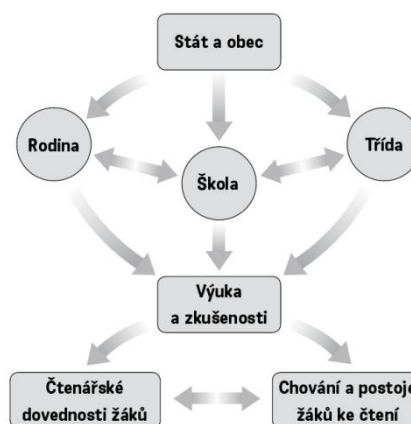 Stát a obec
Rodina
Třída
Škola
Výuka
a zkušenosti
Čtenářské
dovednosti žáků
Chování a postoje
žáků ke čtení